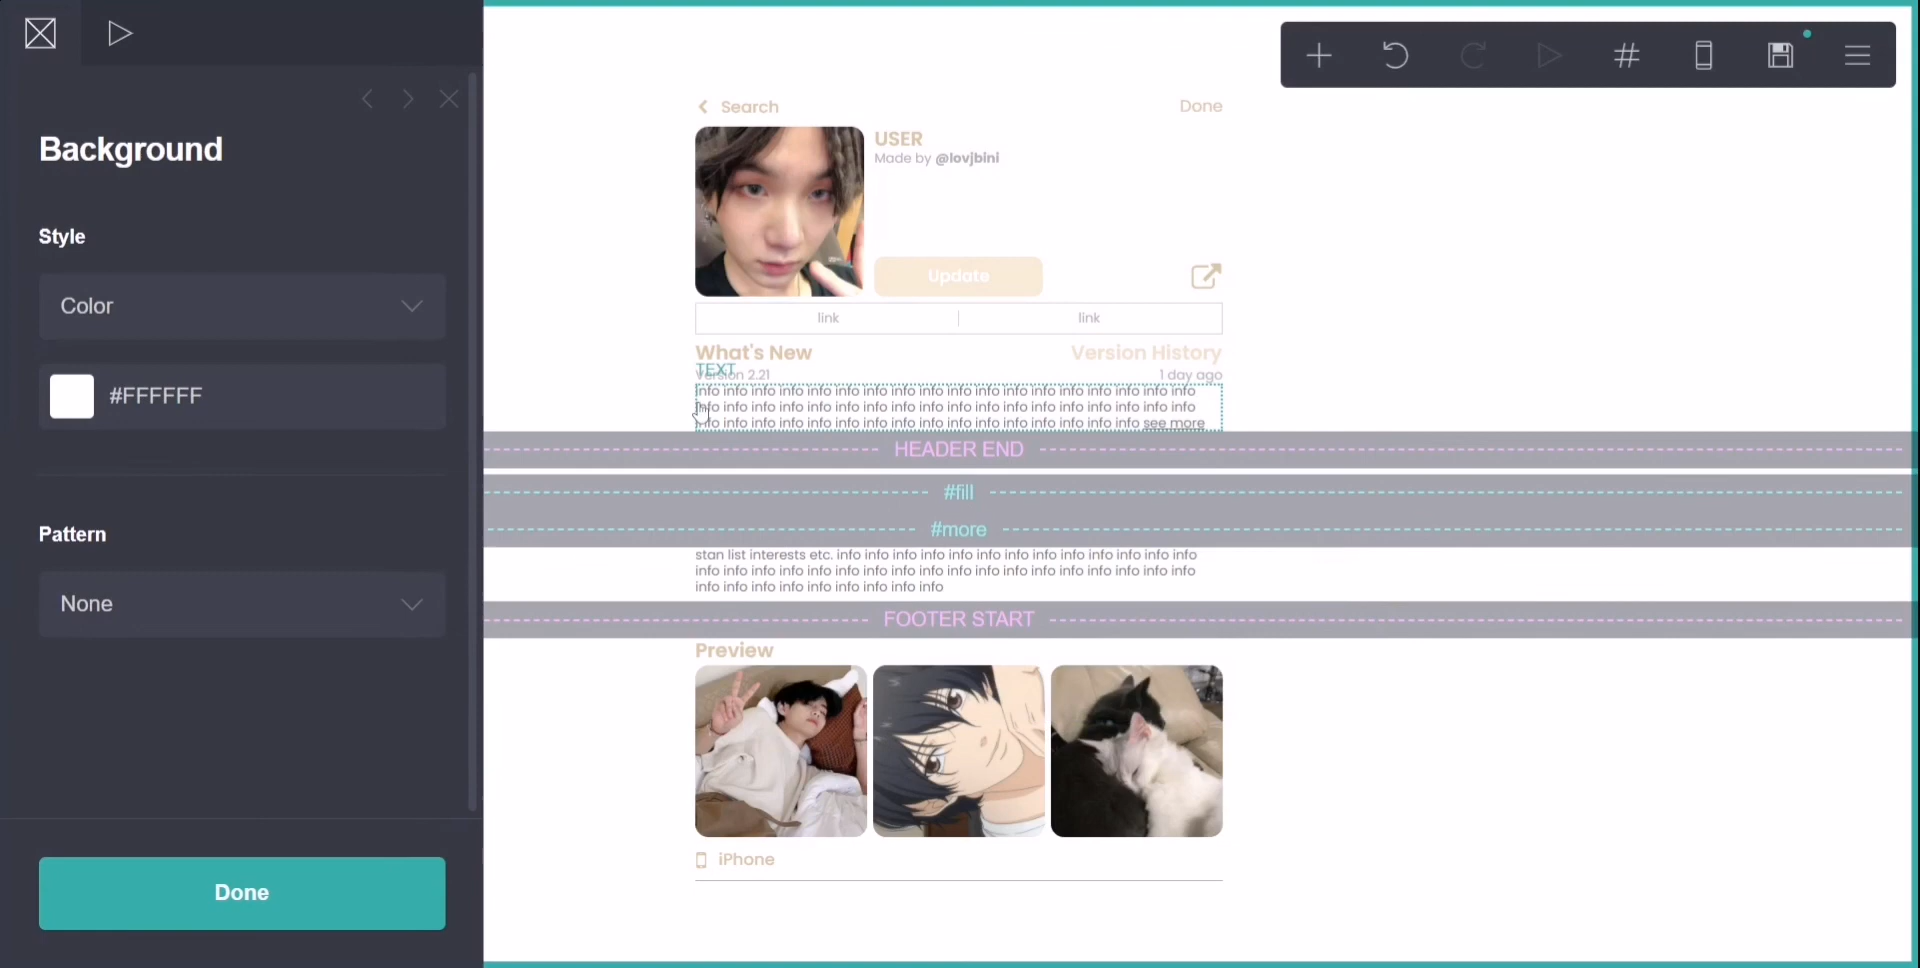 Background
Style
Color
#FFFFFF
Pattern
None
Done
Search
Done
USER
Made by @lovjbini
Update
link
link
What's New
Version History
TEXT
Version 2.21
1 day ago
info info info info info info info info info info info info info info info info info info
info info info info info info info info info info info info info info info info info info
info info info info info info info info info info info info info info info info see more
HEADER END
#fill
#more
stan list interests etc. info info info info info info info info info info info info info
info info info info info info info info info info info info info info info info info info
info info info info info info info info info
FOOTER START
Preview
iPhone